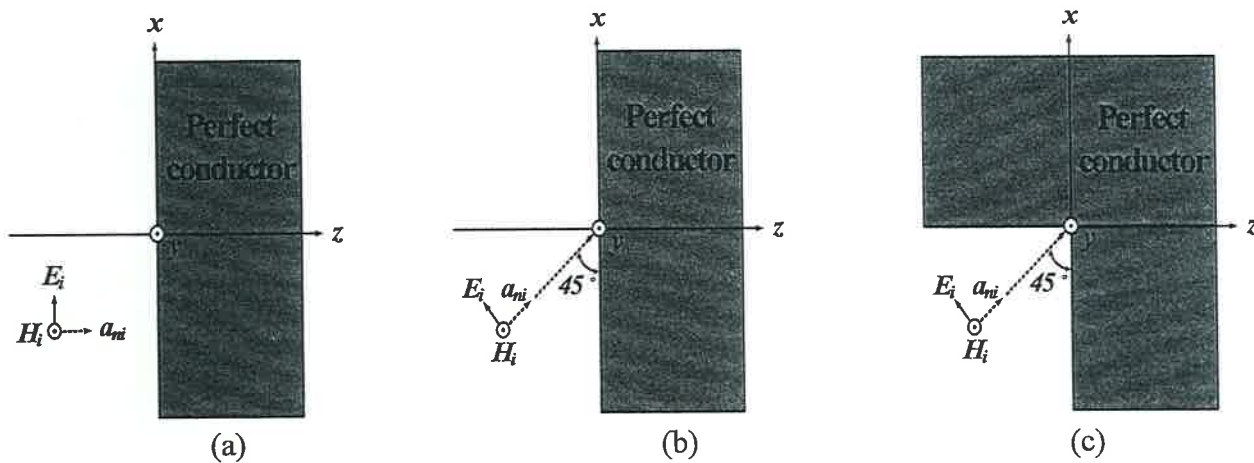 x
Perfect
conductor
y
z
E_i
H_i
a_ni
(a)
x
Perfect
conductor
y
z
45°
E_i
a_ni
H_i
(b)
x
Perfect
conductor
y
z
45°
E_i
a_ni
H_i
(c)